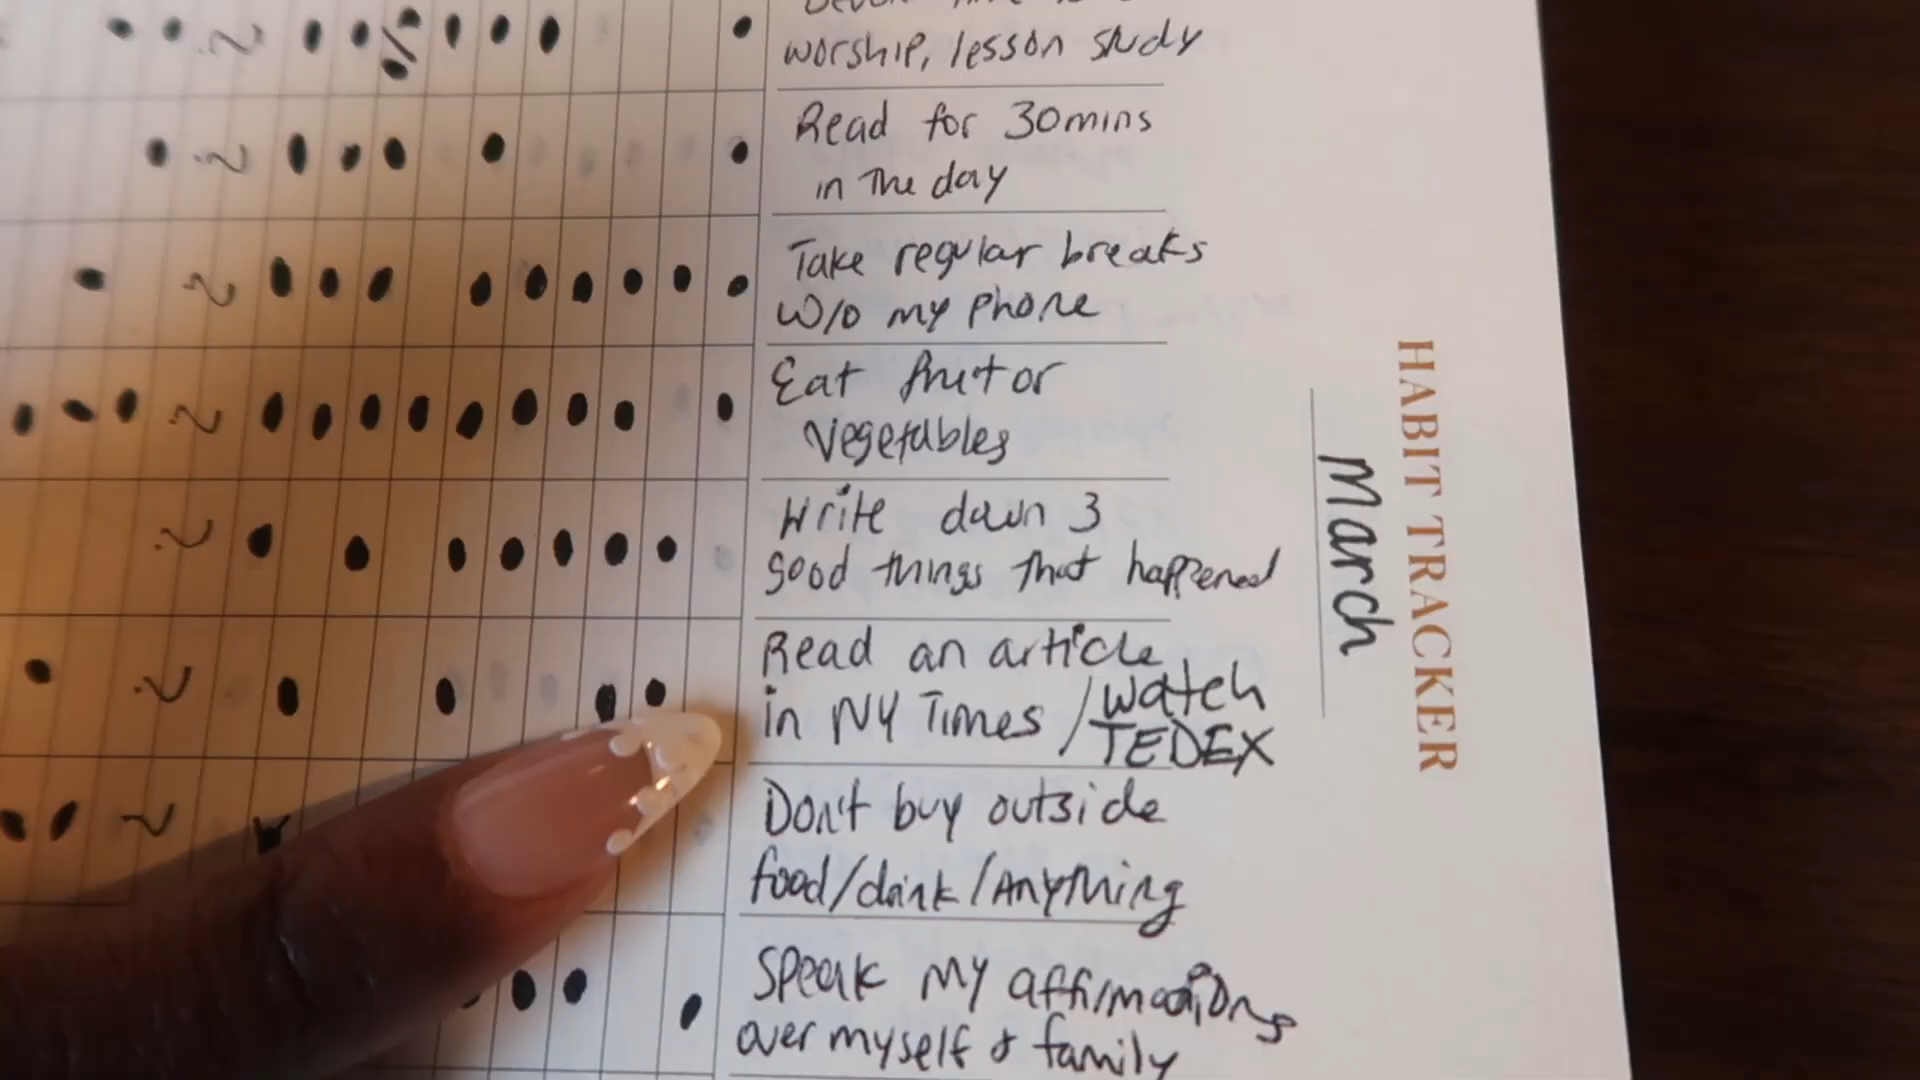 worship, lesson study
Read for 30mins
in The day
Take regular breaks
w/o my phone
Eat fruit or
Vegetables
Write down 3
good things that happened
Read an article
in NY Times / watch
TEDEX
Don't buy outside
food/drink/Anything
Speak my affirmations
over myself & family
HABIT TRACKER
March